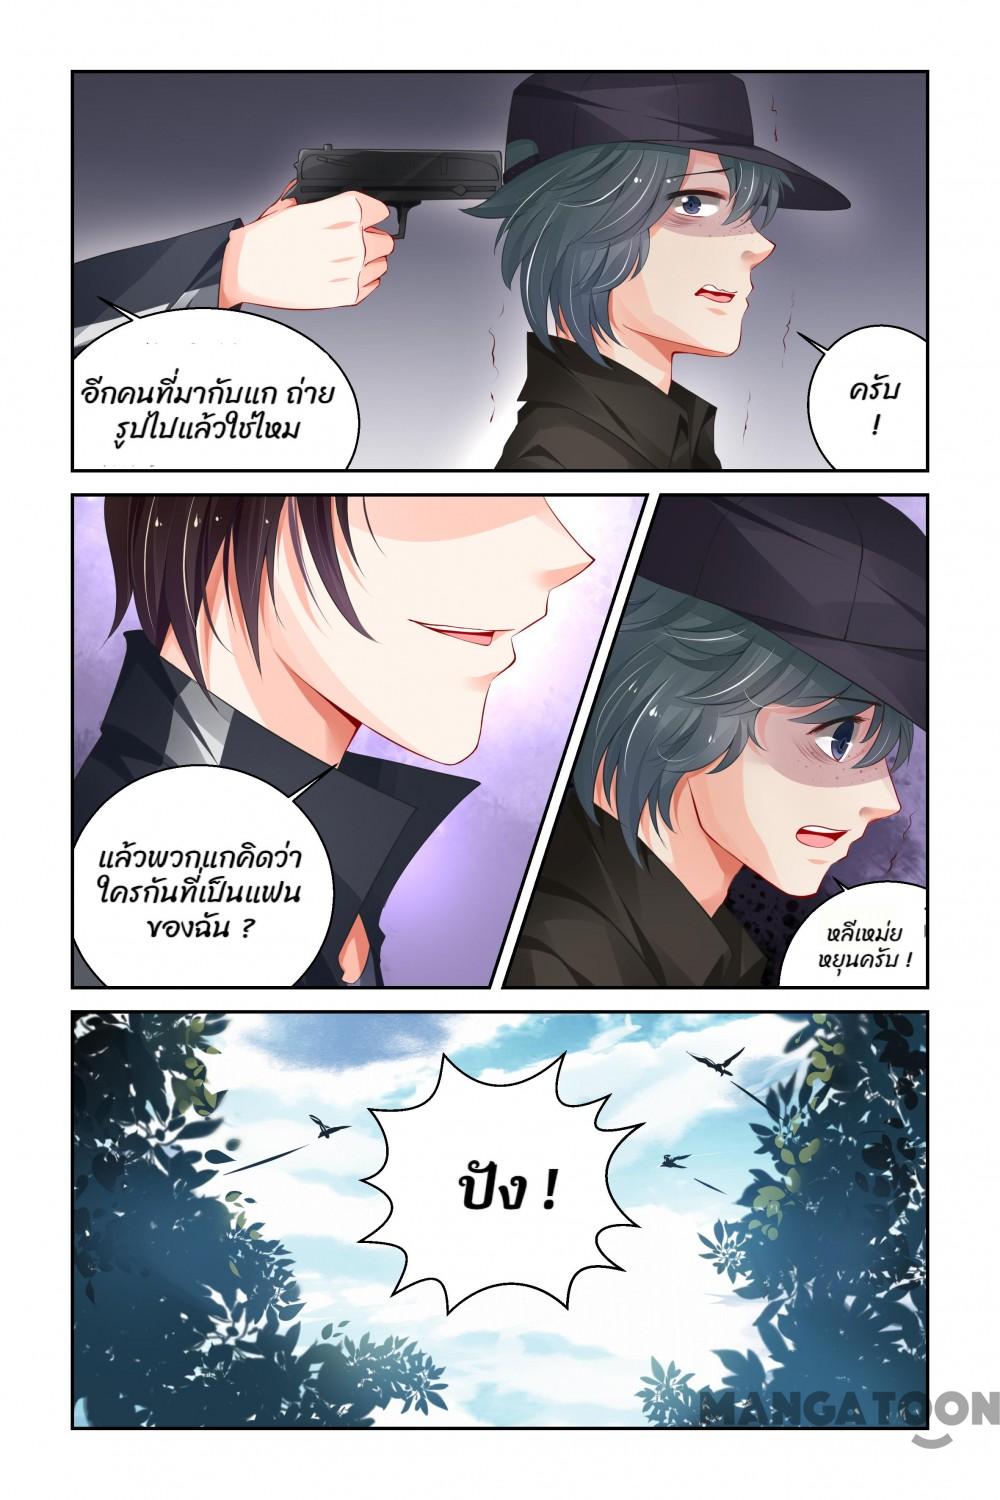 อีกคนที่มากับแก ถ่าย
รูปไปแล้วใช่ไหม
ครับ
!
แล้วพวกแกคิดว่า
ใครกันที่เป็นแฟน
ของฉัน ?
หลีเหม่ย
หยุนครับ !
ปัง !
MANGATOON